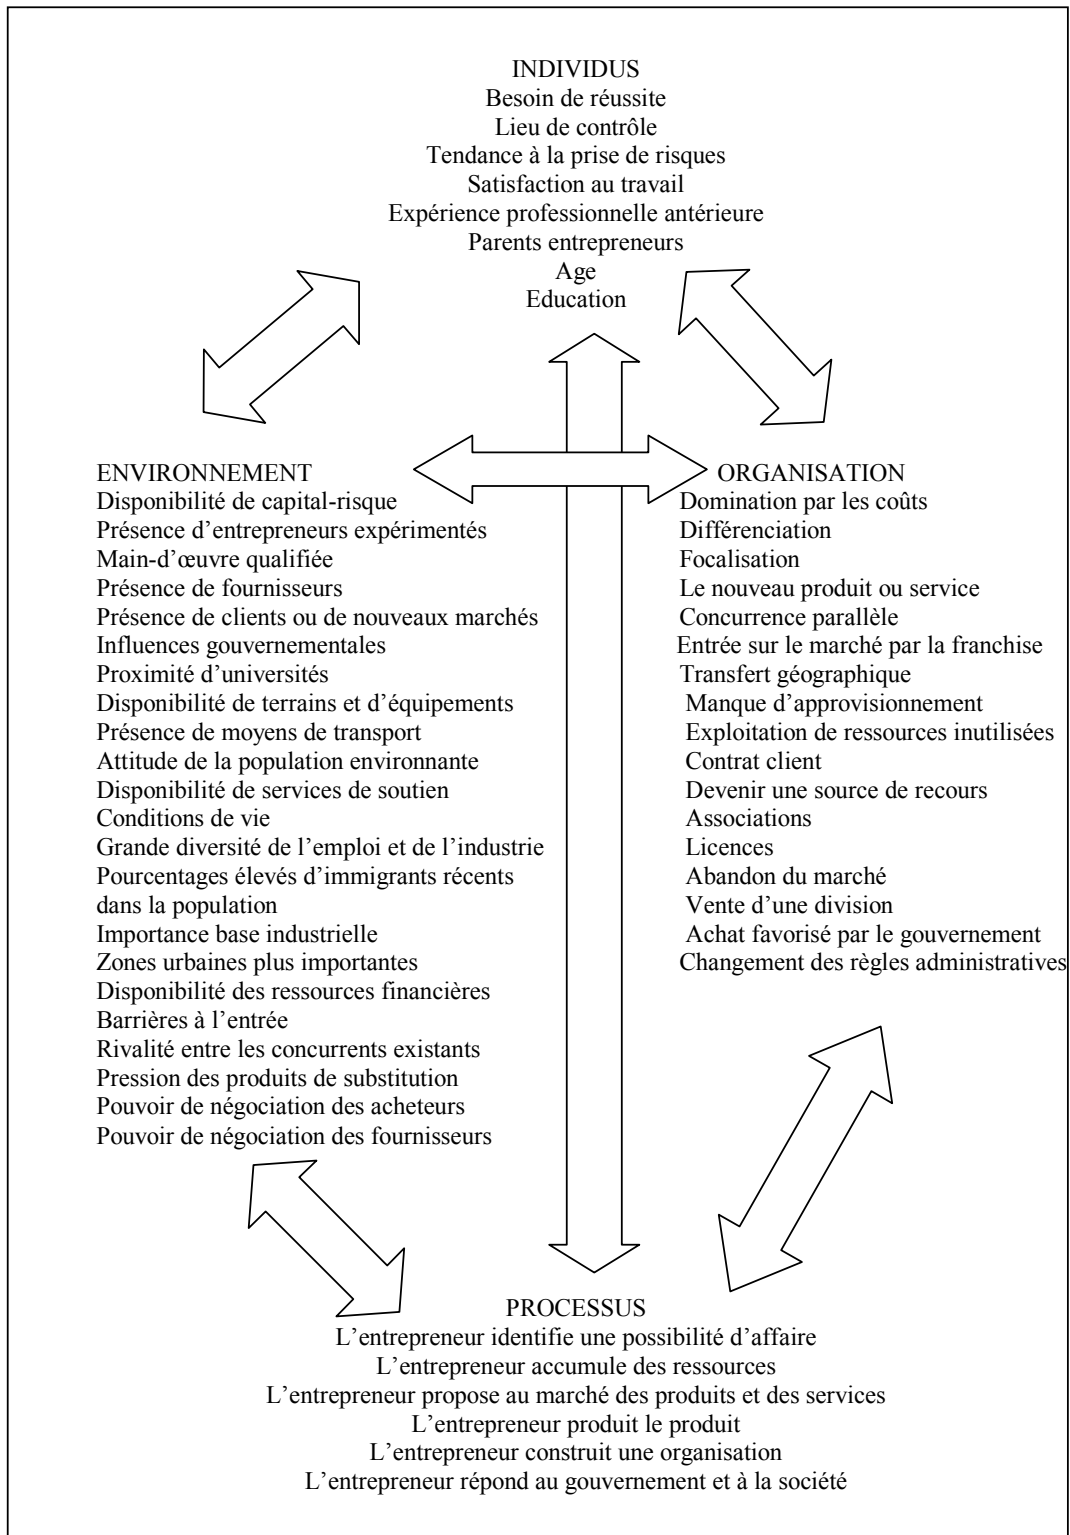 INDIVIDUS
Besoin de réussite
Lieu de contrôle
Tendance à la prise de risques
Satisfaction au travail
Expérience professionnelle antérieure
Parents entrepreneurs
Age
Education
ENVIRONNEMENT
Disponibilité de capital-risque
Présence d’entrepreneurs expérimentés
Main-d’œuvre qualifiée
Présence de fournisseurs
Présence de clients ou de nouveaux marchés
Influences gouvernementales
Proximité d’universités
Disponibilité de terrains et d’équipements
Présence de moyens de transport
Attitude de la population environnante
Disponibilité de services de soutien
Conditions de vie
Grande diversité de l’emploi et de l’industrie
Pourcentages élevés d’immigrants récents
dans la population
Importance base industrielle
Zones urbaines plus importantes
Disponibilité des ressources financières
Barrières à l’entrée
Rivalité entre les concurrents existants
Pression des produits de substitution
Pouvoir de négociation des acheteurs
Pouvoir de négociation des fournisseurs
ORGANISATION
Domination par les coûts
Différenciation
Focalisation
Le nouveau produit ou service
Concurrence parallèle
Entrée sur le marché par la franchise
Transfert géographique
Manque d’approvisionnement
Exploitation de ressources inutilisées
Contrat client
Devenir une source de recours
Associations
Licences
Abandon du marché
Vente d’une division
Achat favorisé par le gouvernement
Changement des règles administratives
PROCESSUS
L’entrepreneur identifie une possibilité d’affaire
L’entrepreneur accumule des ressources
L’entrepreneur propose au marché des produits et des services
L’entrepreneur produit le produit
L’entrepreneur construit une organisation
L’entrepreneur répond au gouvernement et à la société